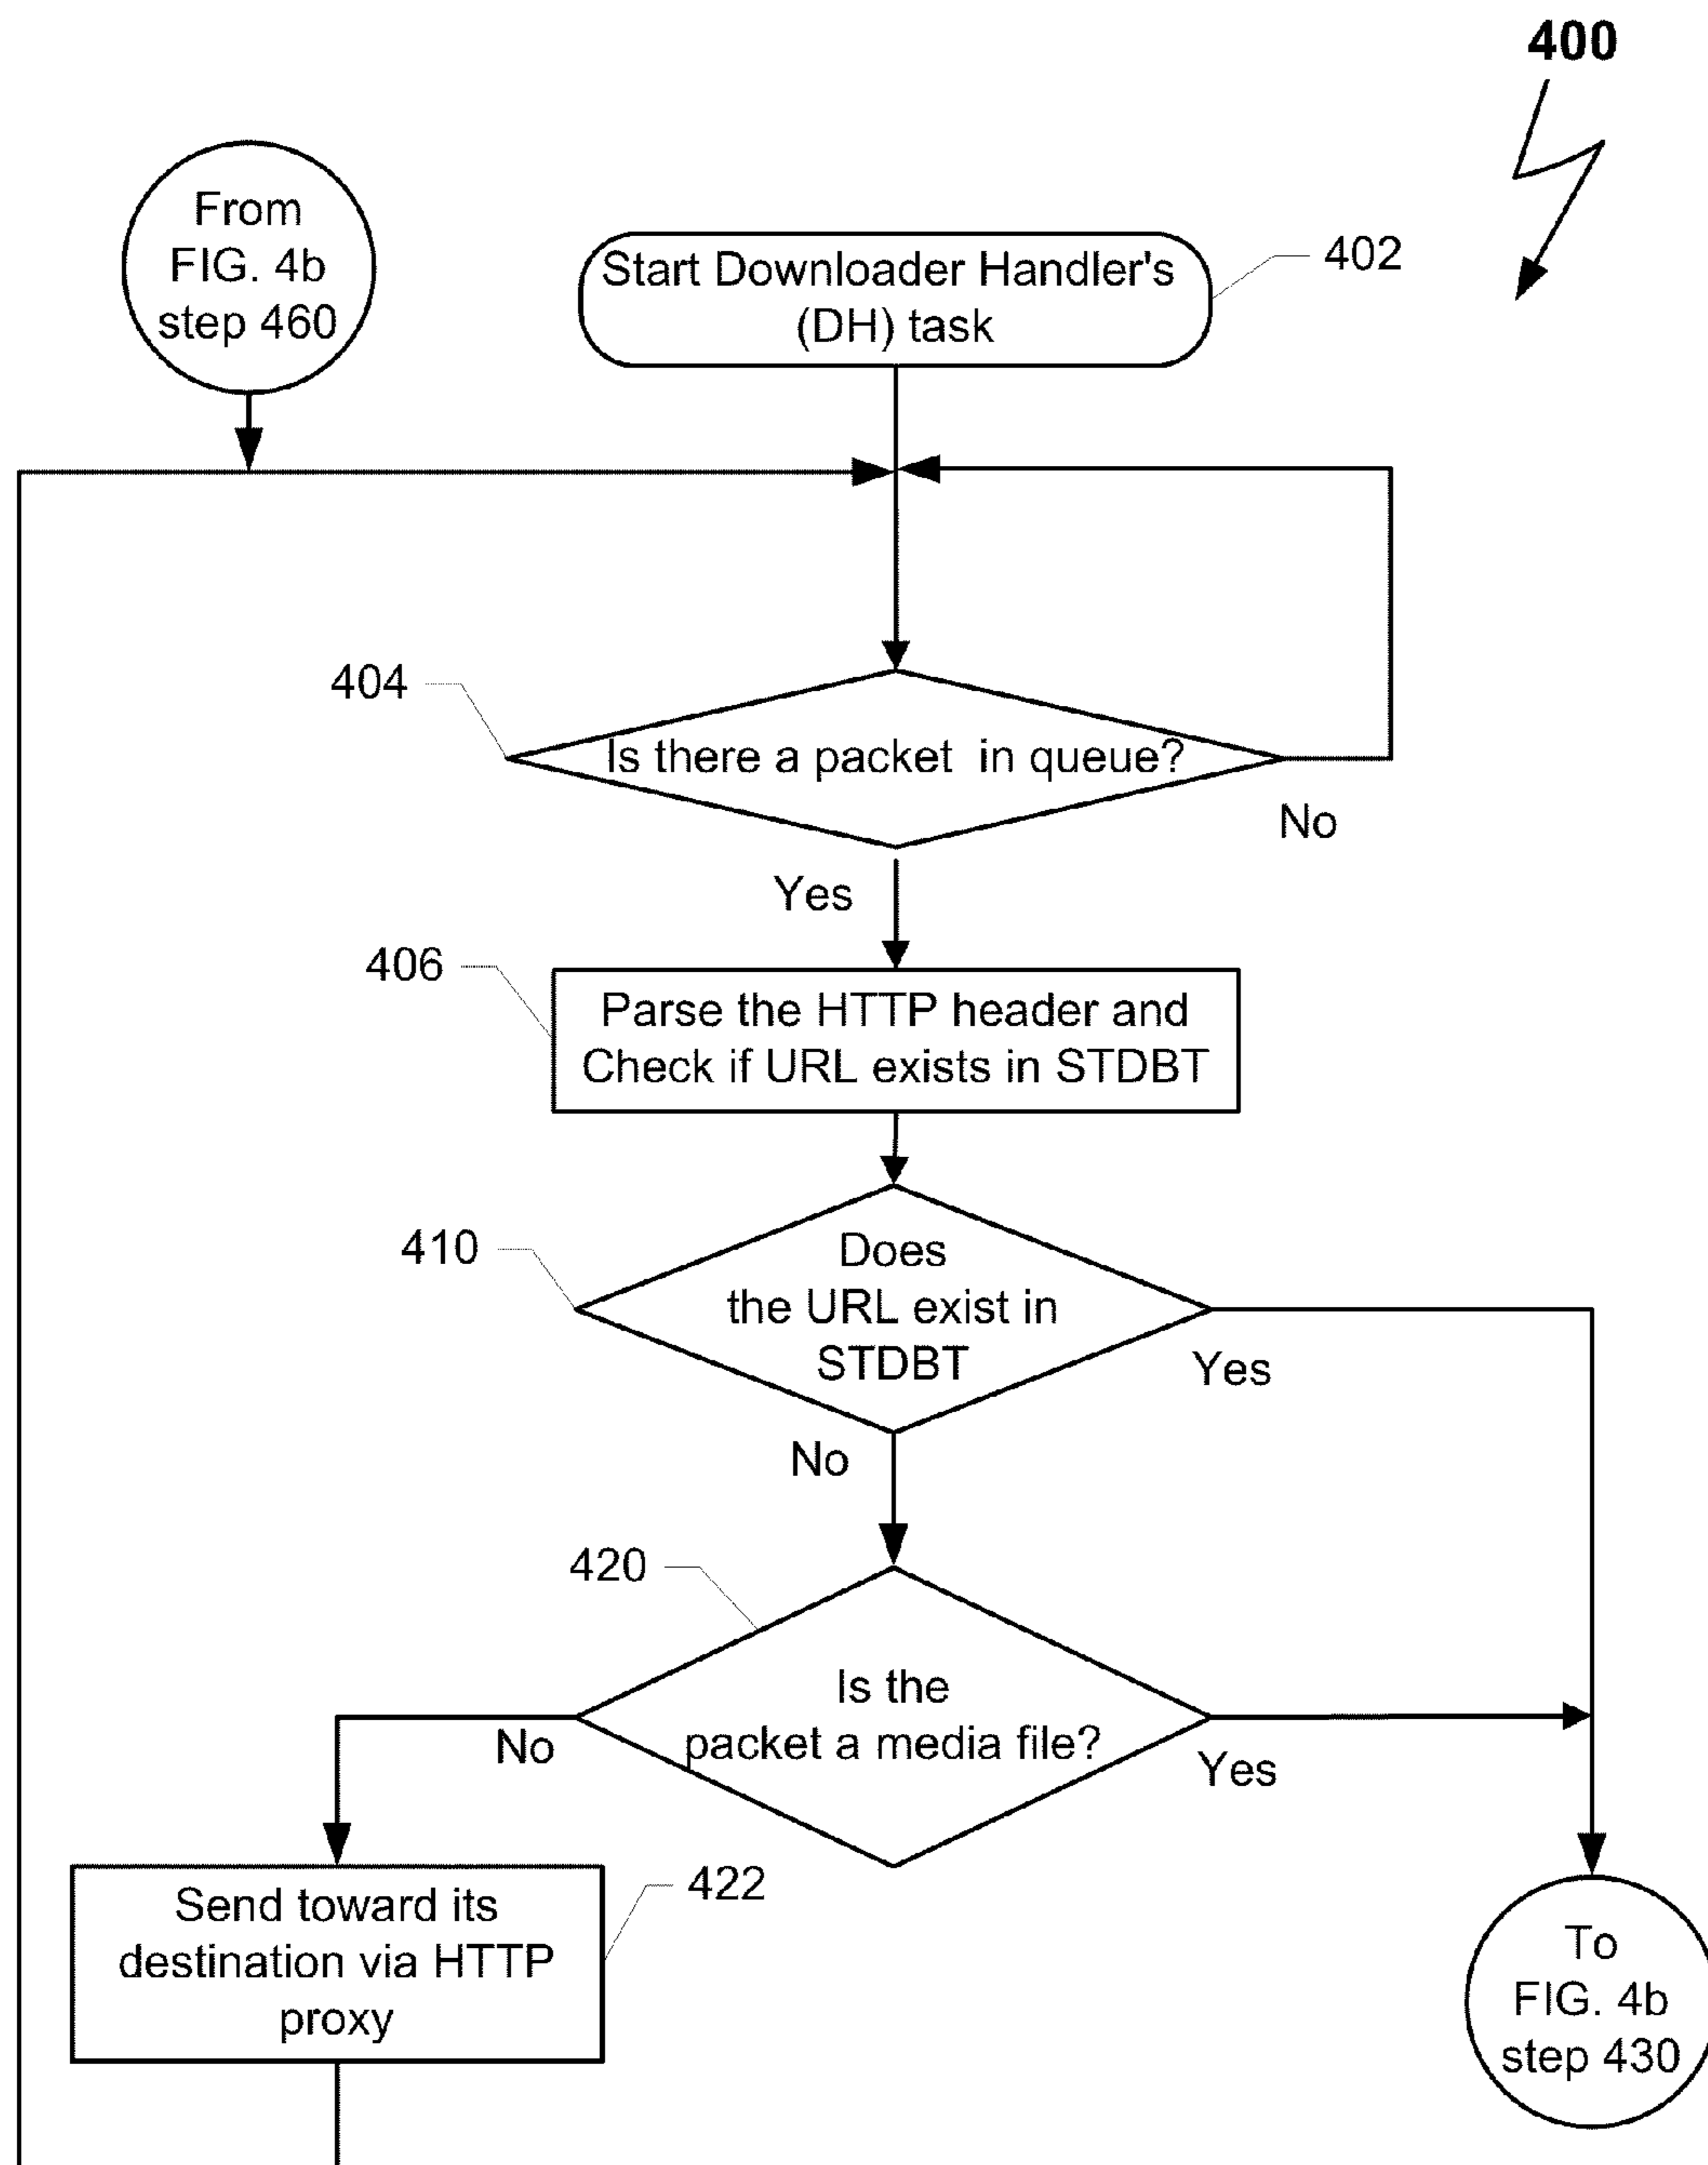 400
From
FIG. 4b
step 460
Start Downloader Handler's
(DH) task
402
404
Is there a packet in queue?
No
Yes
406
Parse the HTTP header and
Check if URL exists in STDBT
410
Does
the URL exist in
STDBT
Yes
No
420
Is the
packet a media file?
No
Yes
422
Send toward its
destination via HTTP
proxy
To
FIG. 4b
step 430